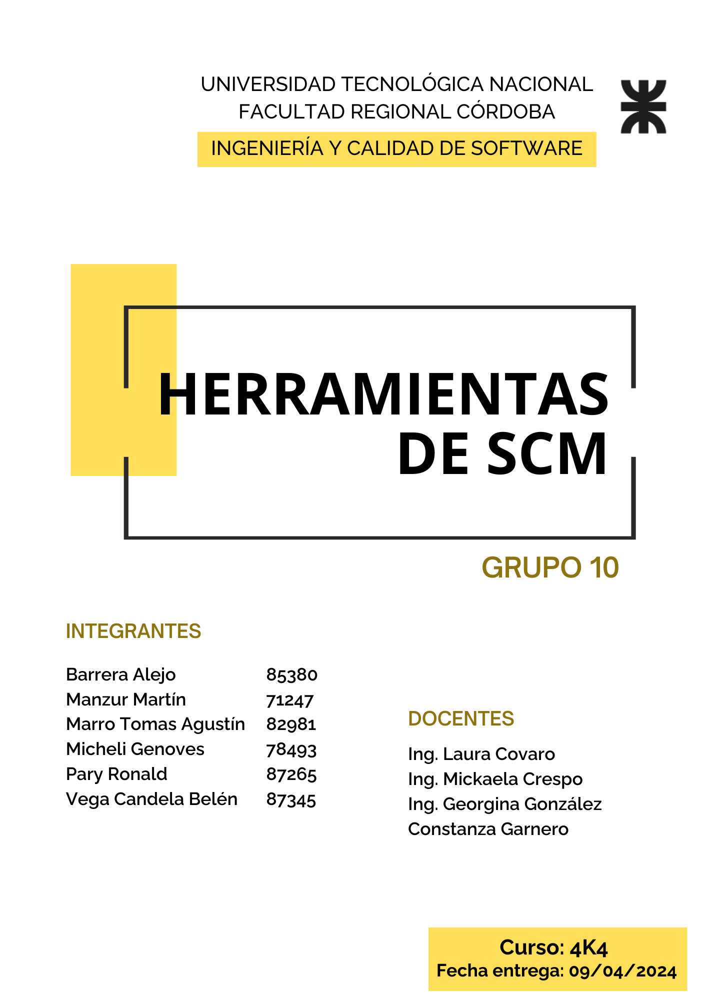 UNIVERSIDAD TECNOLÓGICA NACIONAL
FACULTAD REGIONAL CÓRDOBA
INGENIERÍA Y CALIDAD DE SOFTWARE
HERRAMIENTAS
DE SCM
GRUPO 10
INTEGRANTES
Barrera Alejo 85380
Manzur Martín 71247
Marro Tomas Agustín 82981
Micheli Genoves 78493
Pary Ronald 87265
Vega Candela Belén 87345
DOCENTES
Ing. Laura Covaro
Ing. Mickaela Crespo
Ing. Georgina González
Constanza Garnero
Curso: 4K4
Fecha entrega: 09/04/2024